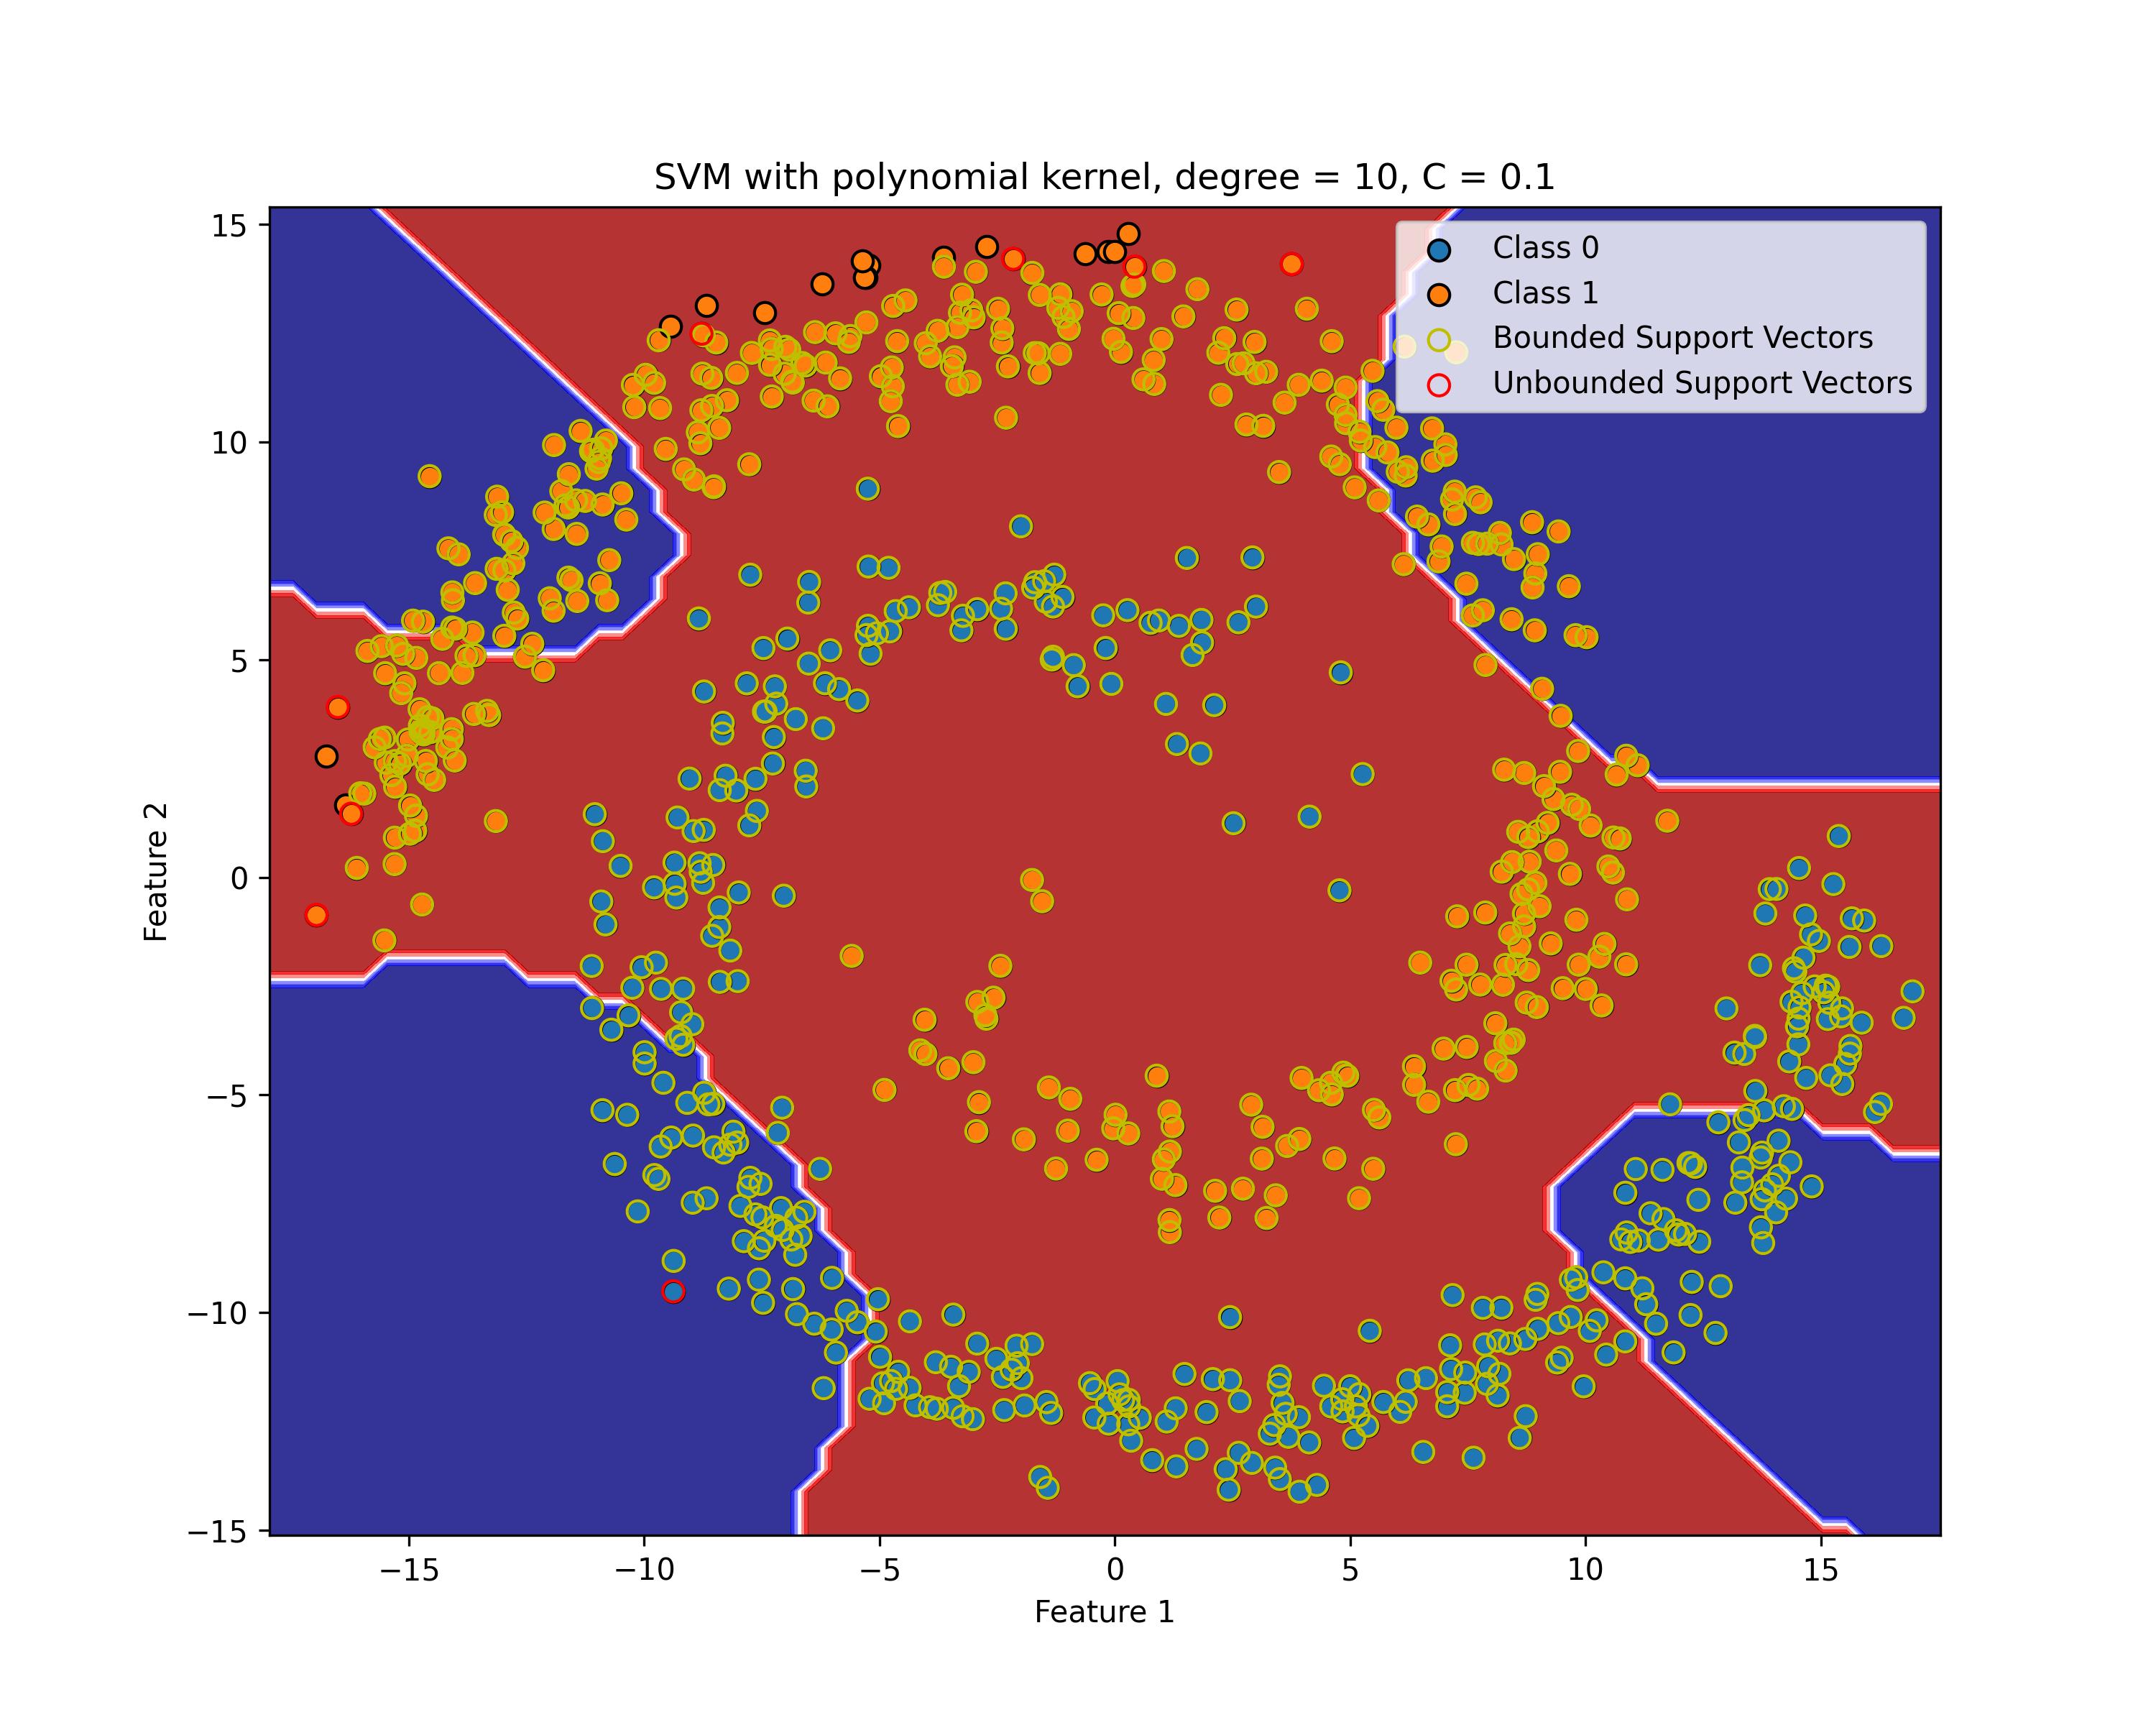 SVM with polynomial kernel, degree = 10, C = 0.1
Class 0
Class 1
Bounded Support Vectors
Unbounded Support Vectors
15
10
5
0
−5
−10
−15
Feature 2
−15 −10 −5 0 5 10 15
Feature 1